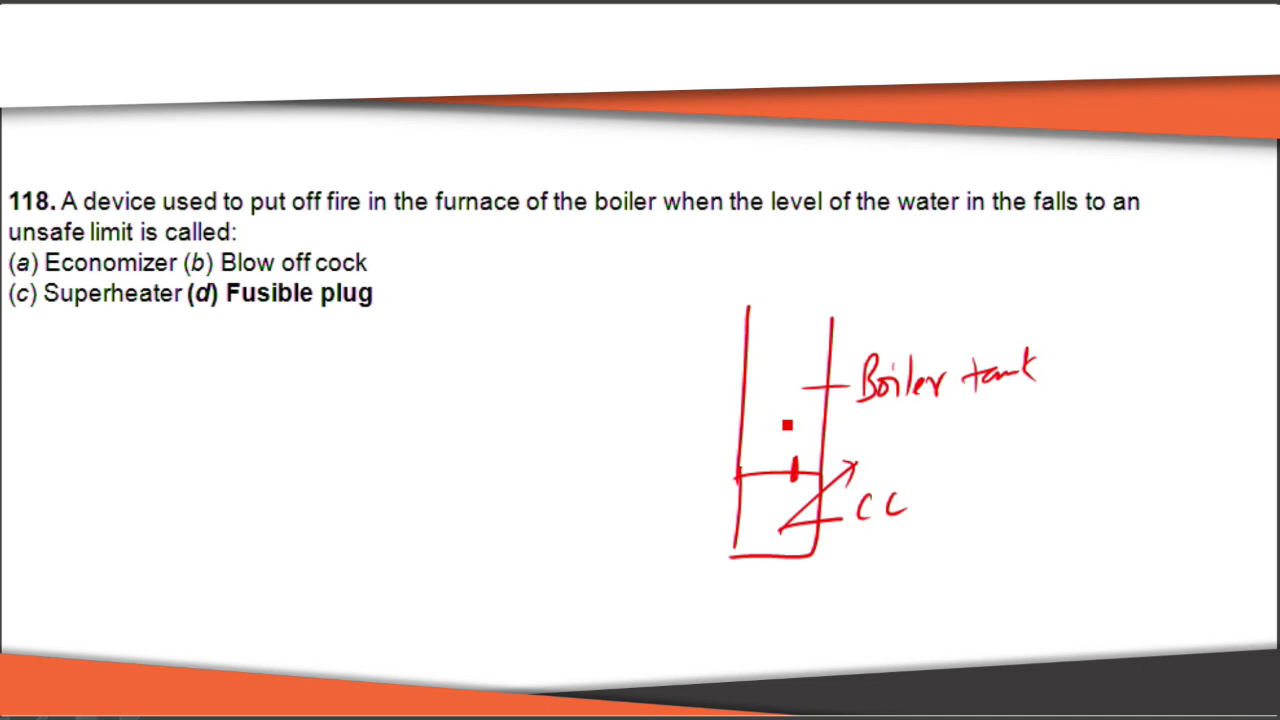 118. A device used to put off fire in the furnace of the boiler when the level of the water in the falls to an
unsafe limit is called:
(a) Economizer (b) Blow off cock
(c) Superheater (d) Fusible plug
Boiler tank
CC